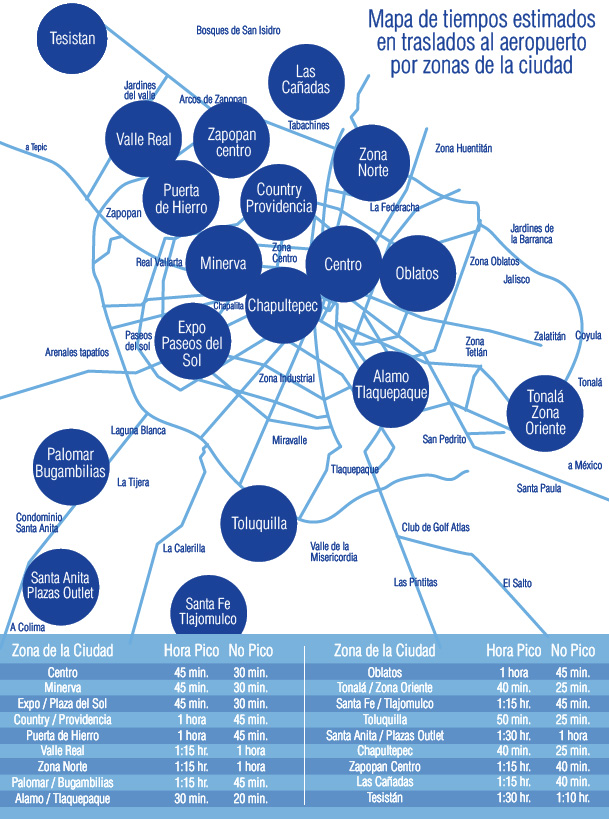 Mapa de tiempos estimados
en traslados al aeropuerto
por zonas de la ciudad
Tesistan
Bosques de San Isidro
Las
Cañadas
Jardines
del valle
Arcos de Zapopan
Tabachines
Valle Real
Zapopan
centro
Zona
Norte
Zona Huentitán
a Tepic
Puerta
de Hierro
Country
Providencia
La Federacha
Zapopan
Jardines de
la Barranca
Zona
Centro
Real Vallarta
Minerva
Centro
Oblatos
Zona Oblatos
Jalisco
Chapalita
Chapultepec
Expo
Paseos del
Sol
Paseos
del sol
Arenales tapatíos
Zona
Tetlán
Zalatitán
Coyula
Zona Industrial
Alamo
Tlaquepaque
Tonalá
Tonalá
Zona
Oriente
Laguna Blanca
Miravalle
San Pedrito
Palomar
Bugambilias
Tlaquepaque
a México
La Tijera
Santa Paula
Condominio
Santa Anita
Toluquilla
Club de Golf Atlas
La Calerilla
Valle de la
Misericordia
Santa Anita
Plazas Outlet
Las Pintitas
El Salto
Santa Fe
Tlajomulco
A Colima
Zona de la Ciudad Hora Pico No Pico
Centro 45 min. 30 min.
Minerva 45 min. 30 min.
Expo / Plaza del Sol 45 min. 30 min.
Country / Providencia 1 hora 45 min.
Puerta de Hierro 1 hora 45 min.
Valle Real 1:15 hr. 1 hora
Zona Norte 1:15 hr. 1 hora
Palomar / Bugambilias 1:15 hr. 45 min.
Alamo / Tlaquepaque 30 min. 20 min.
Zona de la Ciudad Hora Pico No Pico
Oblatos 1 hora 45 min.
Tonalá / Zona Oriente 40 min. 25 min.
Santa Fe / Tlajomulco 1:15 hr. 45 min.
Toluquilla 50 min. 25 min.
Santa Anita / Plazas Outlet 1:30 hr. 1 hora
Chapultepec 40 min. 25 min.
Zapopan Centro 1:15 hr. 40 min.
Las Cañadas 1:15 hr. 40 min.
Tesistán 1:30 hr. 1:10 hr.